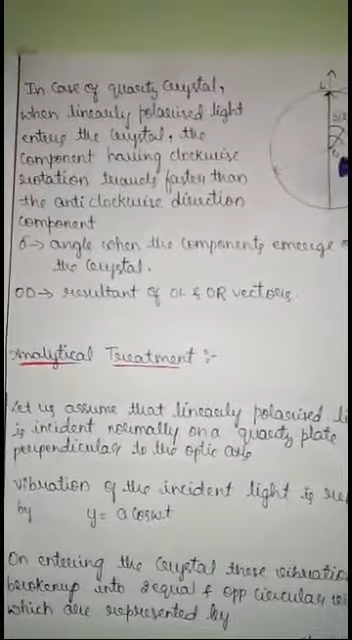 In Case of quartz Crystal,
when linearly polarised light
enters the Crystal, the
Component having clockwise
rotation travels faster than
the anti clockwise direction
component
δ → angle when the components emerge
the Crystal.
OD → resultant of OL & OR vectors.
Analytical Treatment :-
Let us assume that linearly polarised
is incident normally on a quartz plate
perpendicular to the optic axis
Vibration of the incident light is
by y = a cosωt
On entering the Crystal these
broken up into 2 equal & opp circular
which are represented by